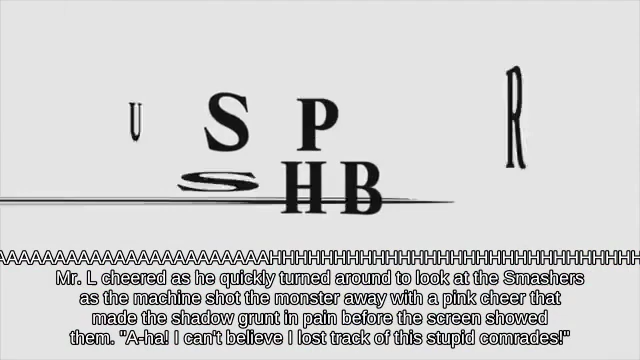 U S P R
S H B
AAAAAAAAAAAAAAAAAAAAAAAHHHHHHHHHHHHHHHHHHHHHHHHHHHHHHH
Mr. L cheered as he quickly turned around to look at the Smashers
as the machine shot the monster away with a pink cheer that
made the shadow grunt in pain before the screen showed
them. "A-ha! I can't believe I lost track of this stupid comrades!"